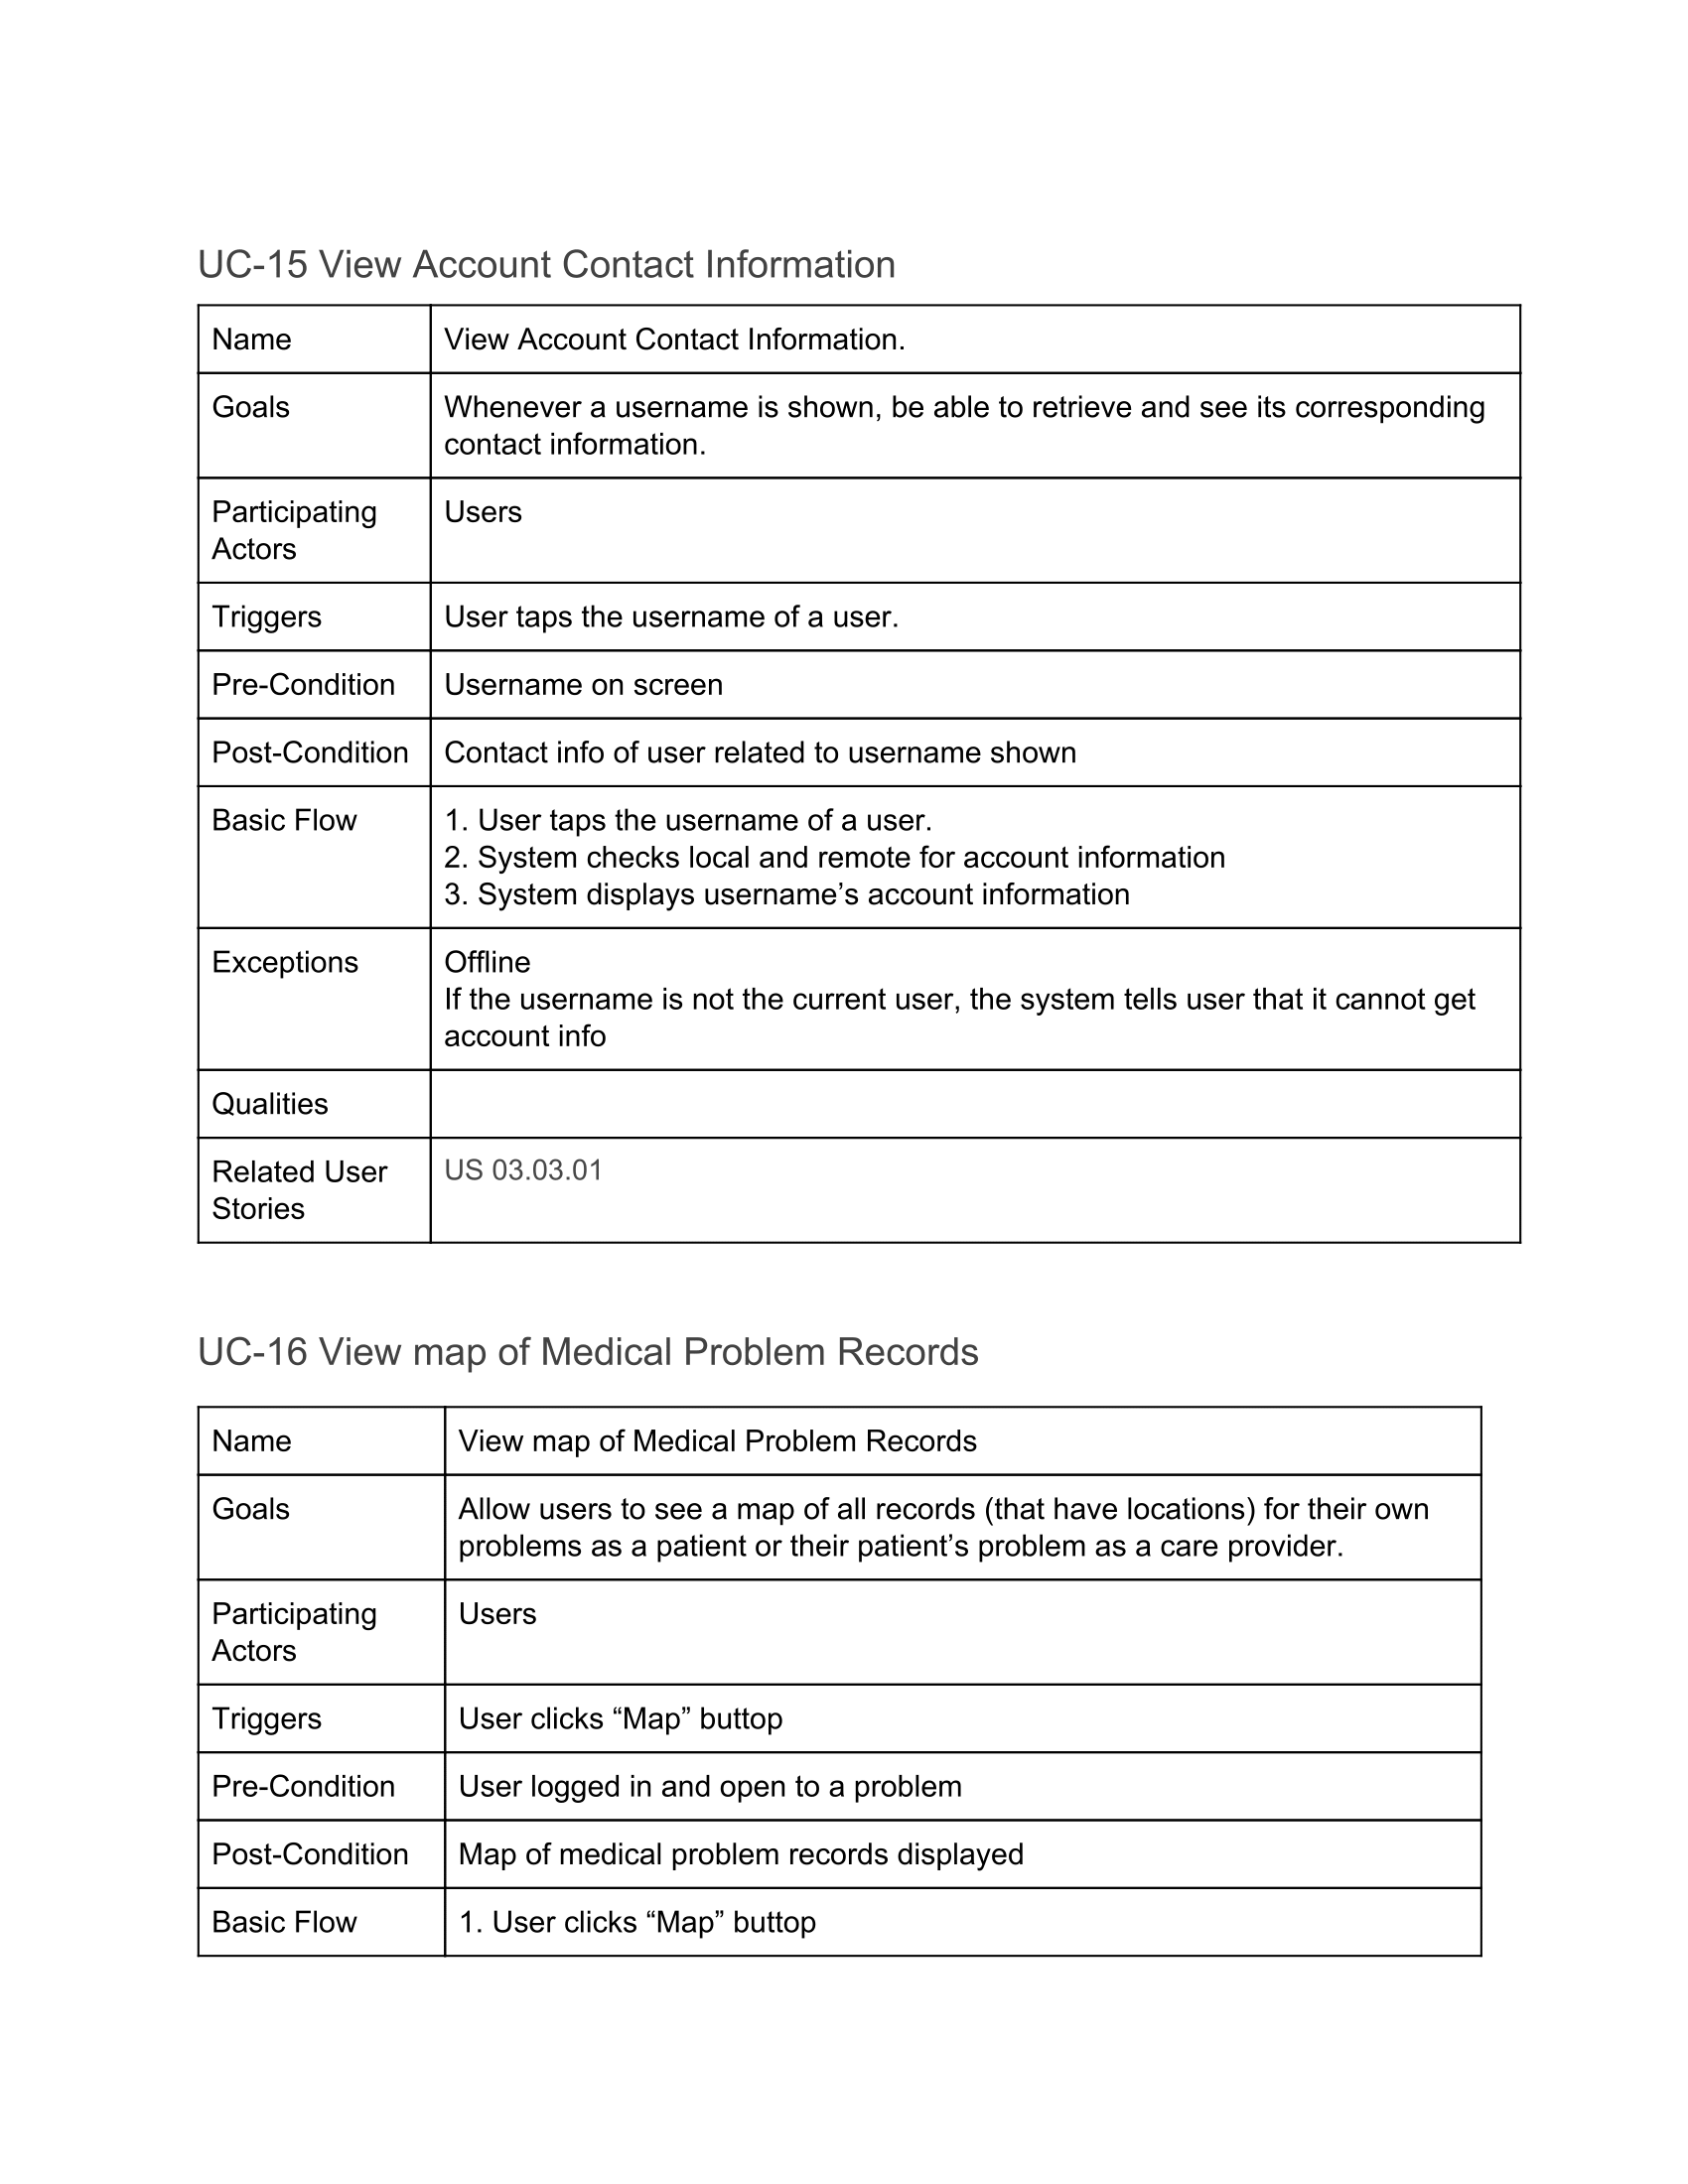 UC-15 View Account Contact Information
Name
View Account Contact Information.
Goals
Whenever a username is shown, be able to retrieve and see its corresponding
contact information.
Participating
Actors
Users
Triggers
User taps the username of a user.
Pre-Condition
Username on screen
Post-Condition
Contact info of user related to username shown
Basic Flow
1. User taps the username of a user.
2. System checks local and remote for account information
3. System displays username’s account information
Exceptions
Offline
If the username is not the current user, the system tells user that it cannot get
account info
Qualities
Related User
Stories
US 03.03.01
UC-16 View map of Medical Problem Records
Name
View map of Medical Problem Records
Goals
Allow users to see a map of all records (that have locations) for their own
problems as a patient or their patient’s problem as a care provider.
Participating
Actors
Users
Triggers
User clicks “Map” buttop
Pre-Condition
User logged in and open to a problem
Post-Condition
Map of medical problem records displayed
Basic Flow
1. User clicks “Map” buttop